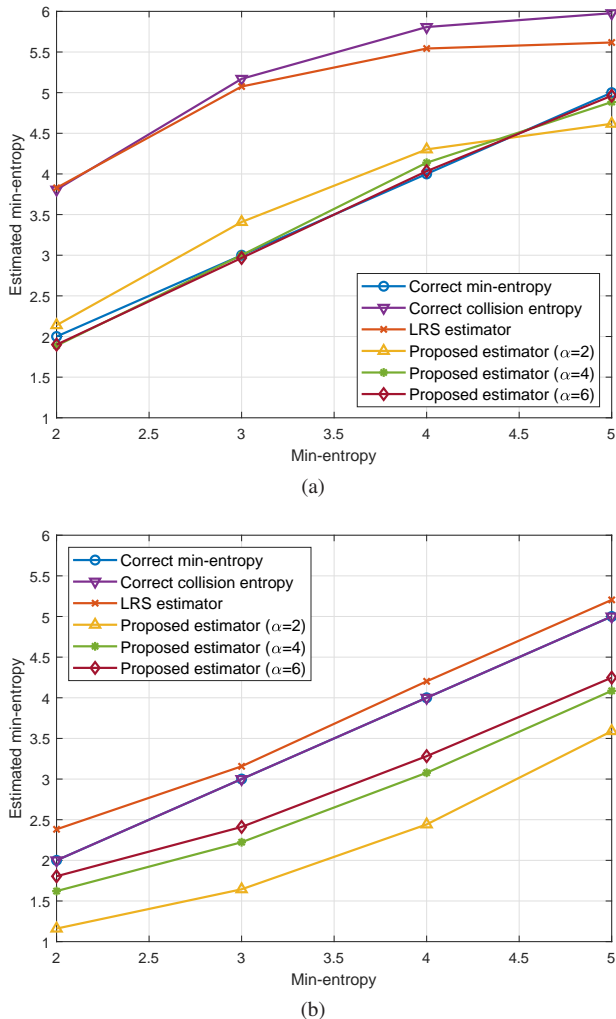 6
5.5
5
4.5
4
3.5
3
2.5
2
1.5
1
Estimated min-entropy
Correct min-entropy
Correct collision entropy
LRS estimator
Proposed estimator (α=2)
Proposed estimator (α=4)
Proposed estimator (α=6)
2 2.5 3 3.5 4 4.5 5
Min-entropy
(a)
6
5.5
5
4.5
4
3.5
3
2.5
2
1.5
1
Estimated min-entropy
Correct min-entropy
Correct collision entropy
LRS estimator
Proposed estimator (α=2)
Proposed estimator (α=4)
Proposed estimator (α=6)
2 2.5 3 3.5 4 4.5 5
Min-entropy
(b)